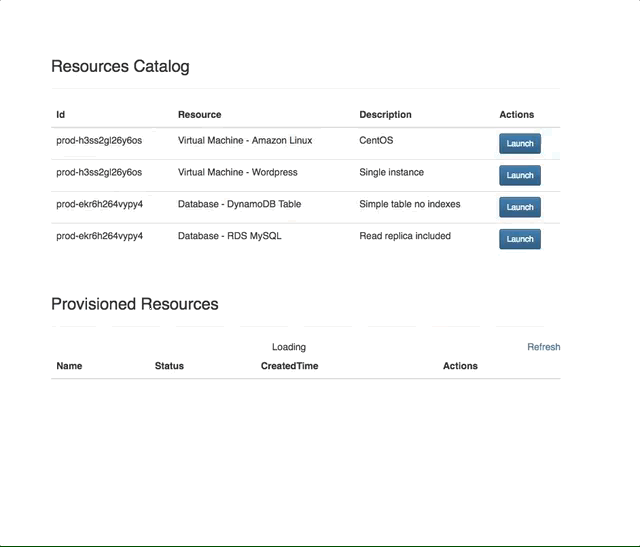 Resources Catalog
Id Resource Description Actions
prod-h3ss2gl26y6os Virtual Machine - Amazon Linux CentOS Launch
prod-h3ss2gl26y6os Virtual Machine - Wordpress Single instance Launch
prod-ekr6h264vypy4 Database - DynamoDB Table Simple table no indexes Launch
prod-ekr6h264vypy4 Database - RDS MySQL Read replica included Launch
Provisioned Resources
Loading Refresh
Name Status CreatedTime Actions